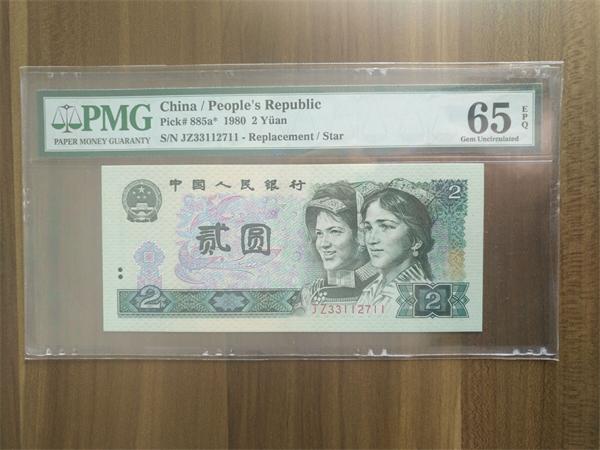 PMG
PAPER MONEY GUARANTY
China / People's Republic
Pick# 885a* 1980 2 Yüan
S/N JZ33112711 - Replacement / Star
65 EPQ
Gem Uncirculated
中国人民银行
2
贰圆
JZ33112711
2
2